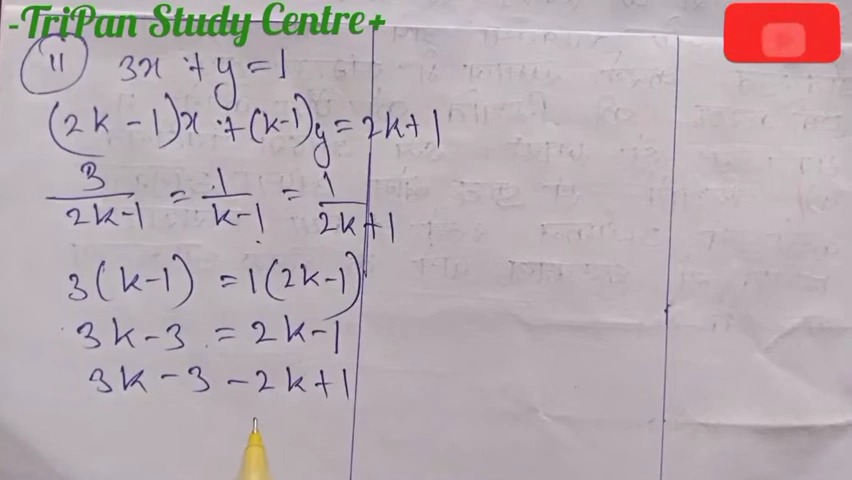 -TriPan Study Centre+
11 3x + y = 1
(2k - 1)x + (k-1)y = 2k+1
3/(2k-1) = 1/(k-1) = 1/(2k+1)
3(k-1) = 1(2k-1)
3k-3 = 2k-1
3k-3-2k+1